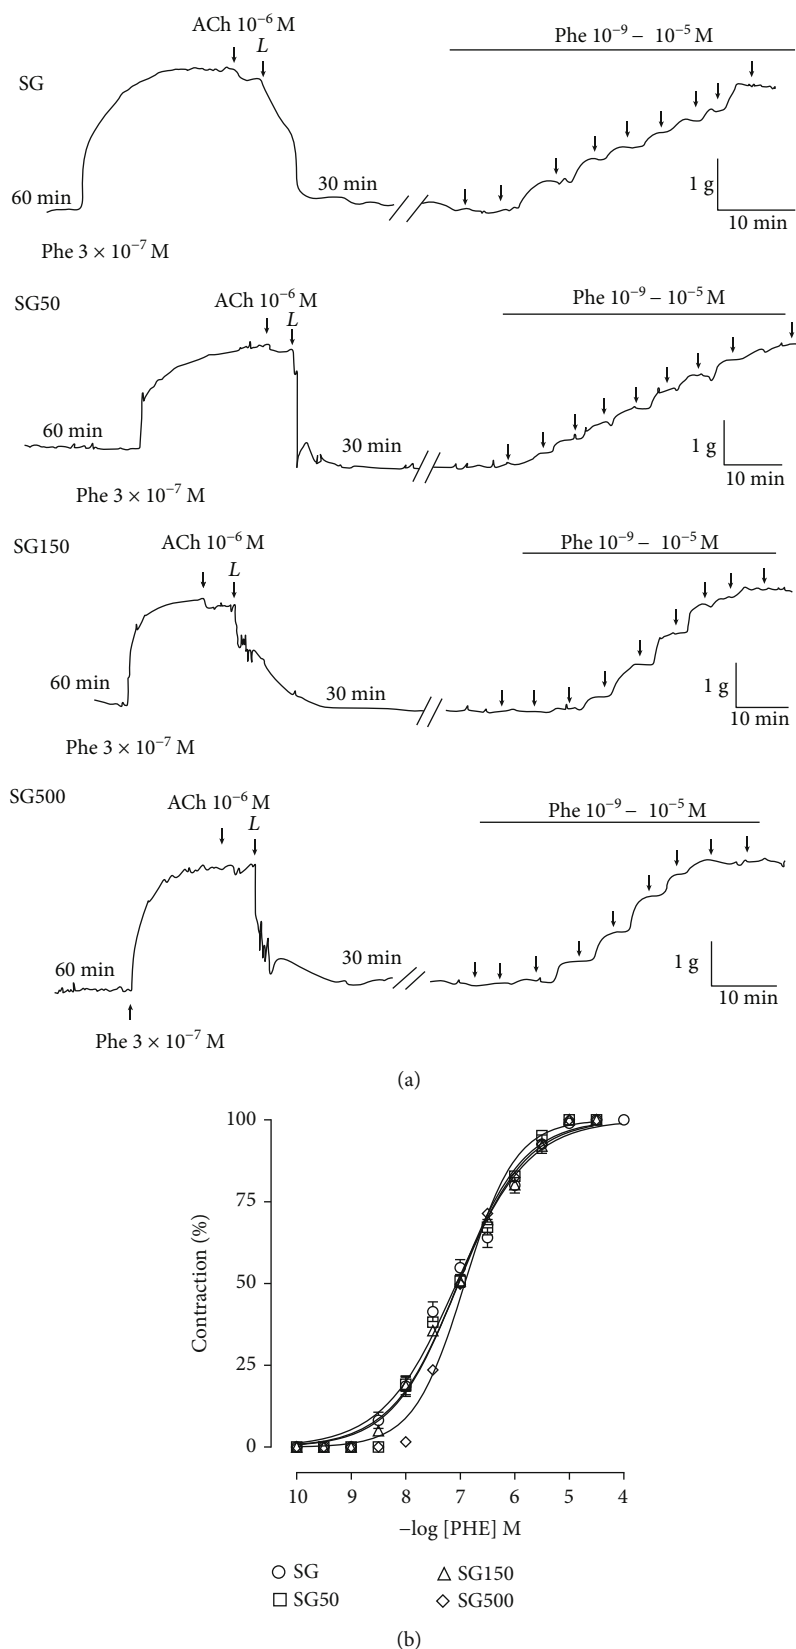 ACh 10⁻⁶ M
L
Phe 10⁻⁹ – 10⁻⁵ M
SG
60 min
30 min
1 g
10 min
Phe 3 × 10⁻⁷ M
SG50
ACh 10⁻⁶ M
L
Phe 10⁻⁹ – 10⁻⁵ M
60 min
30 min
1 g
10 min
Phe 3 × 10⁻⁷ M
SG150
ACh 10⁻⁶ M
L
Phe 10⁻⁹ – 10⁻⁵ M
60 min
30 min
1 g
10 min
Phe 3 × 10⁻⁷ M
SG500
ACh 10⁻⁶ M
L
Phe 10⁻⁹ – 10⁻⁵ M
60 min
30 min
1 g
10 min
Phe 3 × 10⁻⁷ M
(a)
100
75
50
25
0
Contraction (%)
10 9 8 7 6 5 4
–log [PHE] M
SG SG150
SG50 SG500
(b)